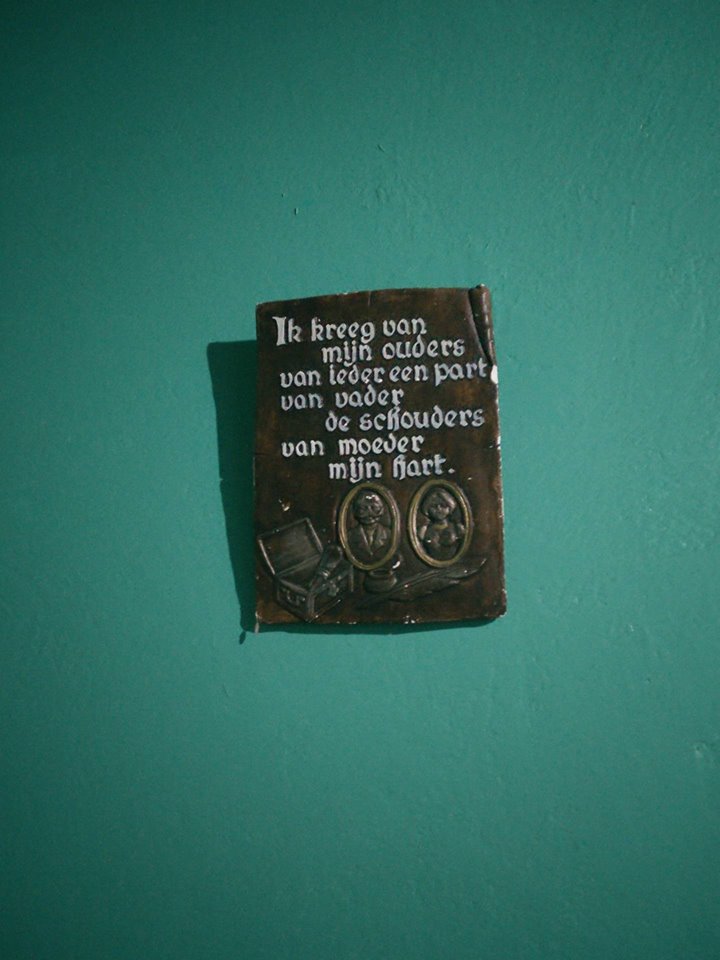 Ik kreeg van
mijn ouders
van ieder een part
van vader
de schouders
van moeder
mijn hart.